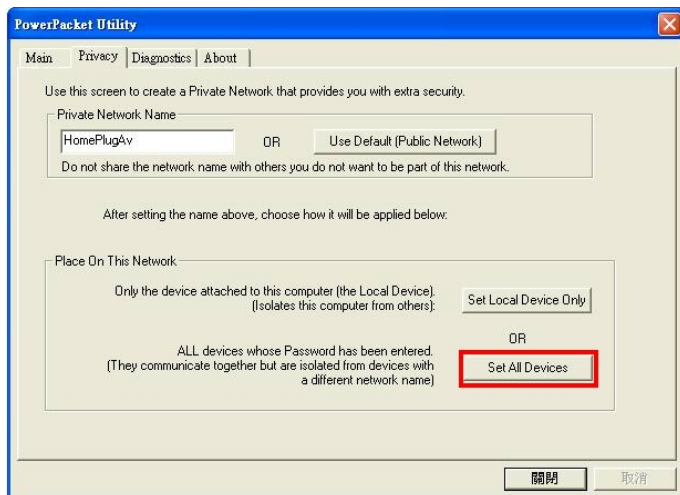 PowerPacket Utility
Main Privacy Diagnostics About
Use this screen to create a Private Network that provides you with extra security.
Private Network Name
HomePlugAv OR Use Default (Public Network)
Do not share the network name with others you do not want to be part of this network.
After setting the name above, choose how it will be applied below:
Place On This Network
Only the device attached to this computer (the Local Device).
(Isolates this computer from others): Set Local Device Only
OR
ALL devices whose Password has been entered.
(They communicate together but are isolated from devices with
a different network name) Set All Devices
關閉 取消